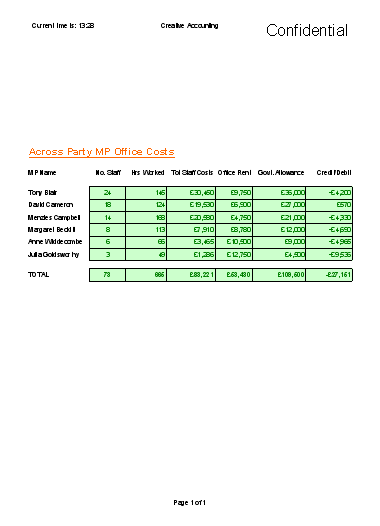 Current time is: 13:28 Creative Accounting Confidential
Across Party MP Office Costs
MP Name No. Staff Hrs Worked Tot Staff Costs Office Rent Govt. Allowance Credit/Debit
Tony Blair 24 145 £30,450 £9,750 £36,000 -£4,200
David Cameron 18 124 £19,530 £6,900 £27,000 £570
Menzies Campbell 14 168 £20,580 £4,750 £21,000 -£4,330
Margaret Beckitt 8 113 £7,910 £8,780 £12,000 -£4,690
Anne Widdecombe 6 66 £3,465 £10,500 £9,000 -£4,965
Julia Goldsworthy 3 49 £1,286 £12,750 £4,500 -£9,536
TOTAL 73 665 £83,221 £53,430 £109,500 -£27,151
Page 1 of 1